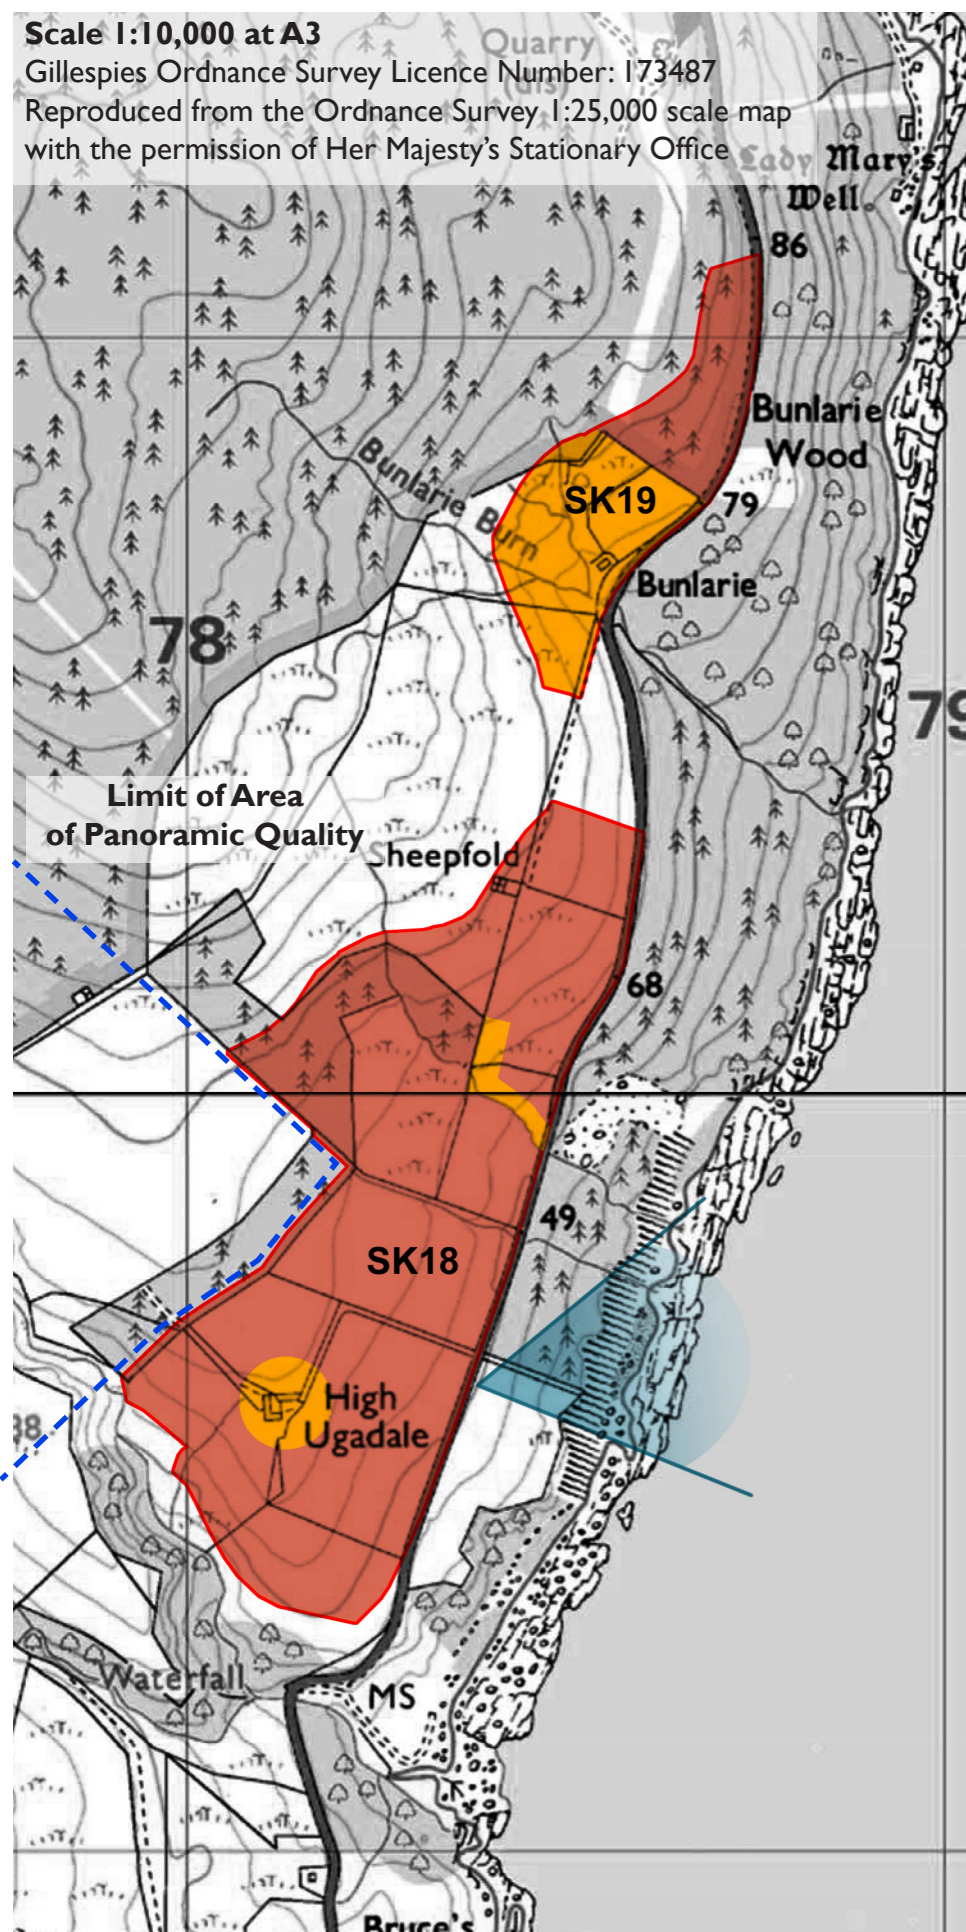 Scale 1:10,000 at A3
Gillespies Ordnance Survey Licence Number: 173487
Reproduced from the Ordnance Survey 1:25,000 scale map
with the permission of Her Majesty's Stationary Office
Quarry
(dis)
Lady Mary's
Well
86
Bunlarie
Wood
Bunlarie Burn
SK19
79
Bunlarie
78
79
Limit of Area
of Panoramic Quality
Sheepfold
68
49
SK18
High
Ugadale
Waterfall
MS
Bruce's